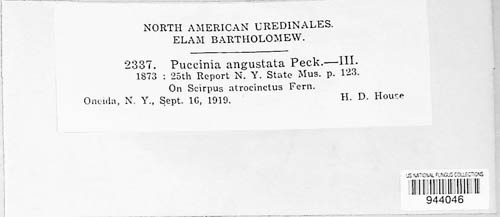 NORTH AMERICAN UREDINALES.
ELAM BARTHOLOMEW.
2337. Puccinia angustata Peck.—III.
1873 : 25th Report N. Y. State Mus. p. 123.
On Scirpus atrocinctus Fern.
Oneida, N. Y., Sept. 16, 1919. H. D. House
US NATIONAL FUNGUS COLLECTIONS
944046